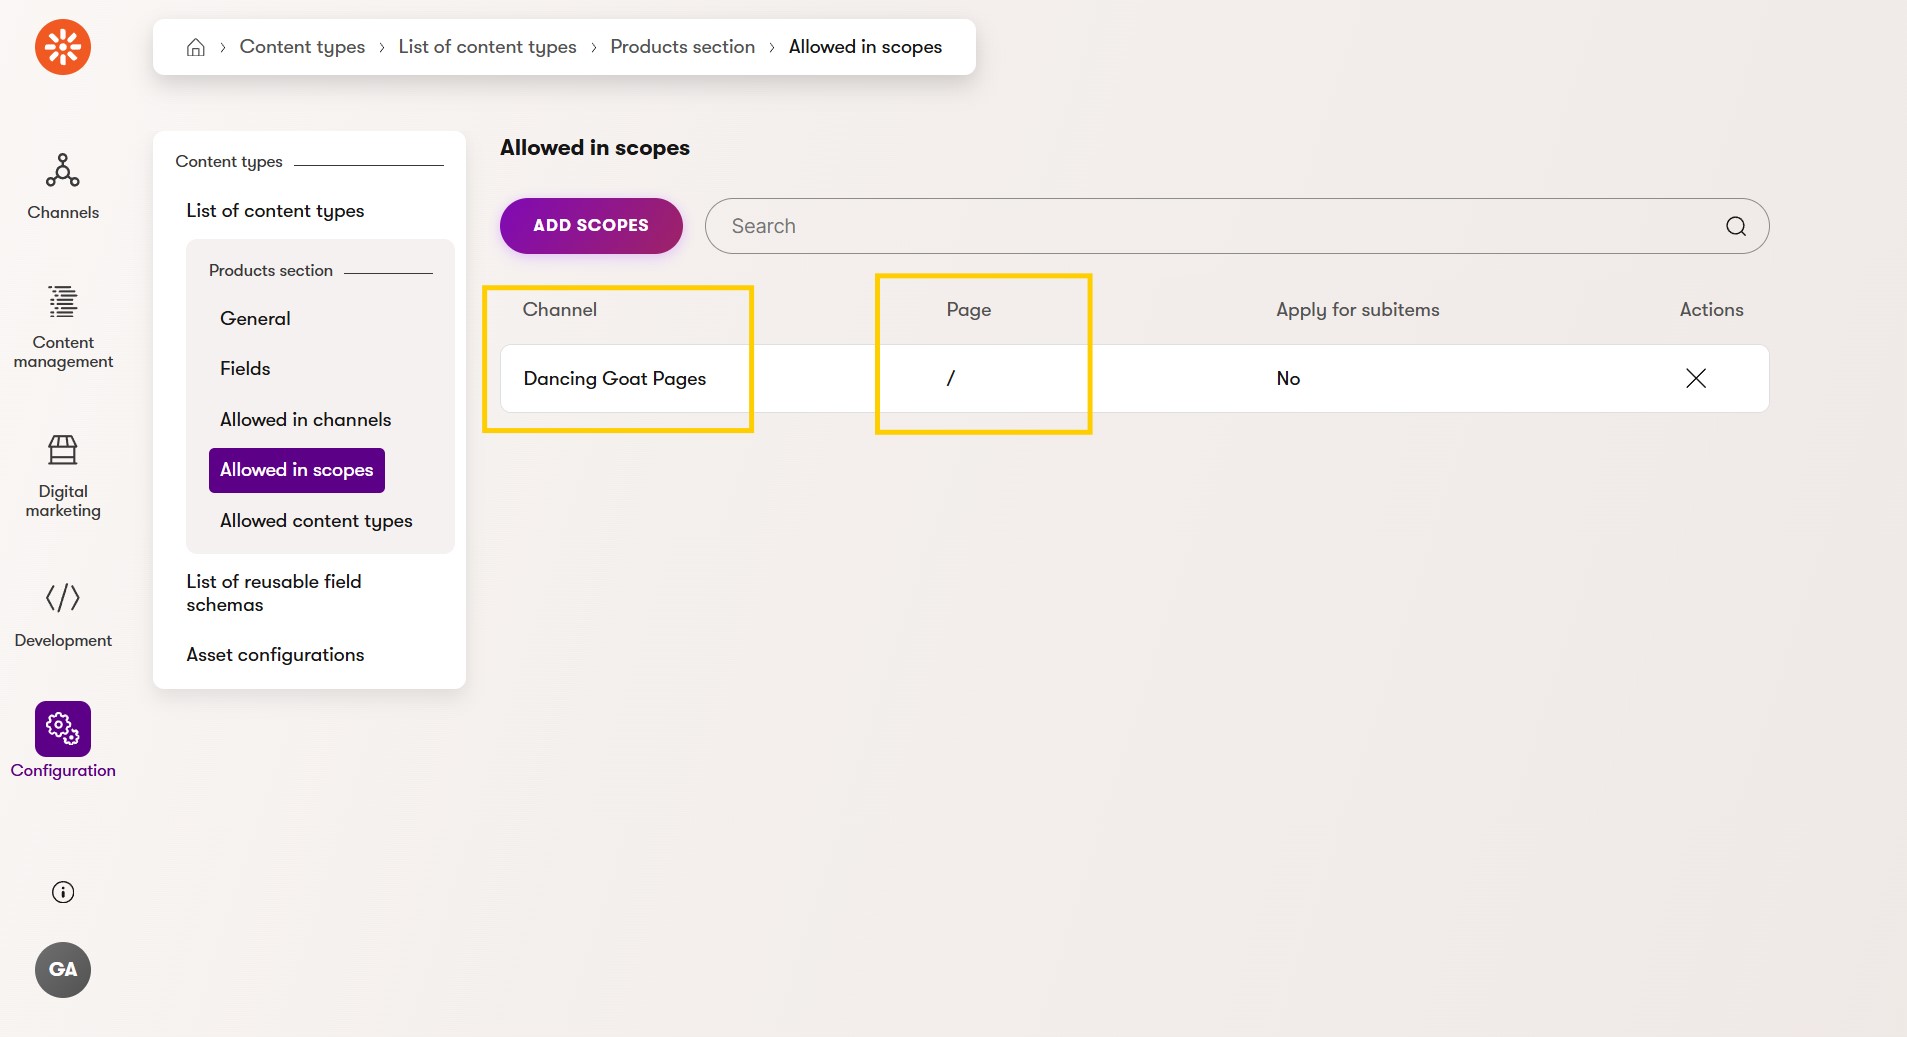 Content types > List of content types > Products section > Allowed in scopes
Channels
Content
management
Digital
marketing
Development
Configuration
GA
Content types
List of content types
Products section
General
Fields
Allowed in channels
Allowed in scopes
Allowed content types
List of reusable field
schemas
Asset configurations
Allowed in scopes
ADD SCOPES
Search
Channel Page Apply for subitems Actions
Dancing Goat Pages / No